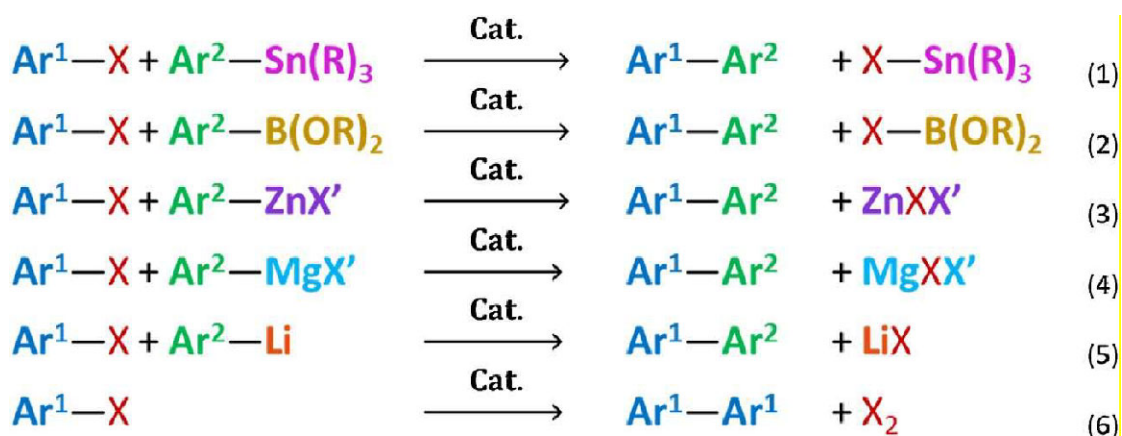 Ar¹—X + Ar²—Sn(R)₃ Cat. Ar¹—Ar² + X—Sn(R)₃ (1)
Ar¹—X + Ar²—B(OR)₂ Cat. Ar¹—Ar² + X—B(OR)₂ (2)
Ar¹—X + Ar²—ZnX’ Cat. Ar¹—Ar² + ZnXX’ (3)
Ar¹—X + Ar²—MgX’ Cat. Ar¹—Ar² + MgXX’ (4)
Ar¹—X + Ar²—Li Cat. Ar¹—Ar² + LiX (5)
Ar¹—X Cat. Ar¹—Ar¹ + X₂ (6)